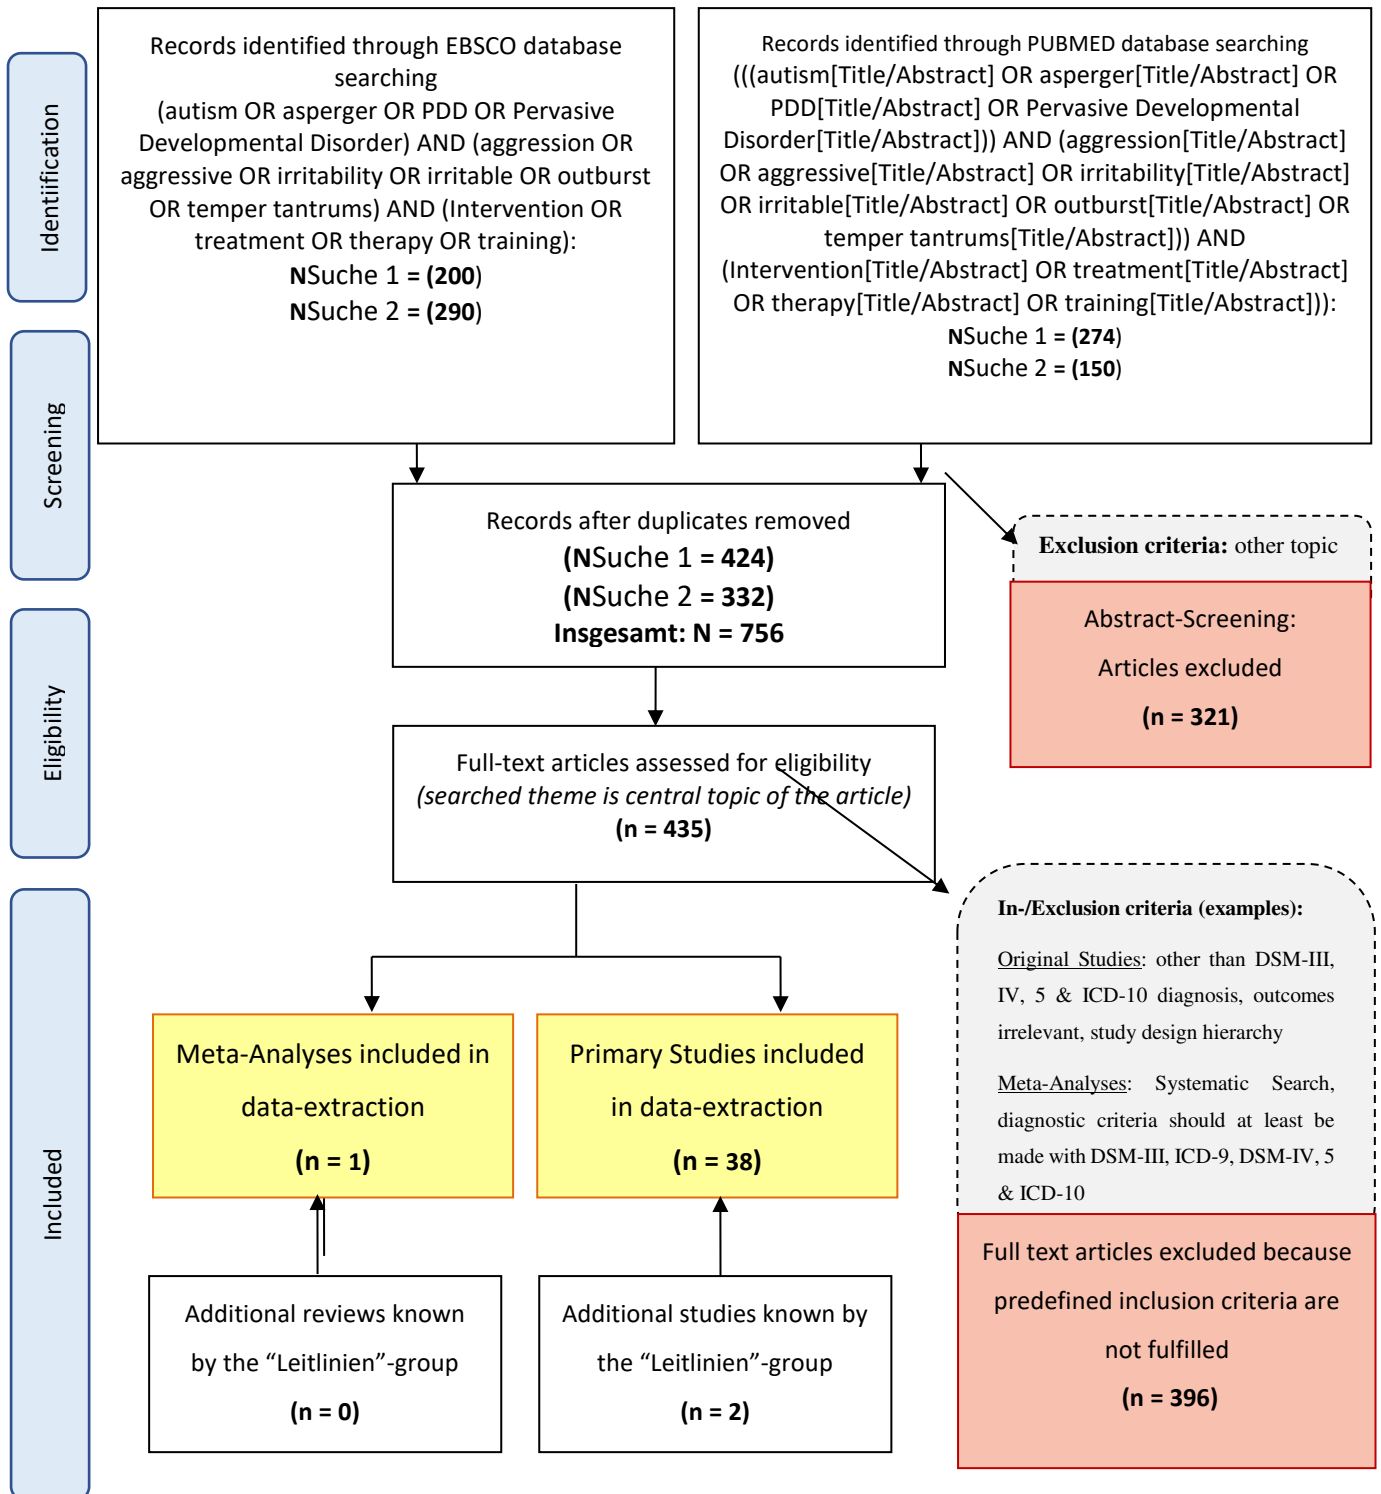 Identiification
Screening
Eligibility
Included
Records identified through EBSCO database
searching
(autism OR asperger OR PDD OR Pervasive
Developmental Disorder) AND (aggression OR
aggressive OR irritability OR irritable OR outburst
OR temper tantrums) AND (Intervention OR
treatment OR therapy OR training):
NSuche 1 = (200)
NSuche 2 = (290)
Records identified through PUBMED database searching
(((autism[Title/Abstract] OR asperger[Title/Abstract] OR
PDD[Title/Abstract] OR Pervasive Developmental
Disorder[Title/Abstract])) AND (aggression[Title/Abstract]
OR aggressive[Title/Abstract] OR irritability[Title/Abstract]
OR irritable[Title/Abstract] OR outburst[Title/Abstract] OR
temper tantrums[Title/Abstract])) AND
(Intervention[Title/Abstract] OR treatment[Title/Abstract]
OR therapy[Title/Abstract] OR training[Title/Abstract])):
NSuche 1 = (274)
NSuche 2 = (150)
Records after duplicates removed
(NSuche 1 = 424)
(NSuche 2 = 332)
Insgesamt: N = 756
Exclusion criteria: other topic
Abstract-Screening:
Articles excluded
(n = 321)
Full-text articles assessed for eligibility
(searched theme is central topic of the article)
(n = 435)
In-/Exclusion criteria (examples):
Original Studies: other than DSM-III,
IV, 5 & ICD-10 diagnosis, outcomes
irrelevant, study design hierarchy
Meta-Analyses: Systematic Search,
diagnostic criteria should at least be
made with DSM-III, ICD-9, DSM-IV, 5
& ICD-10
Full text articles excluded because
predefined inclusion criteria are
not fulfilled
(n = 396)
Meta-Analyses included in
data-extraction
(n = 1)
Primary Studies included
in data-extraction
(n = 38)
Additional reviews known
by the “Leitlinien”-group
(n = 0)
Additional studies known by
the “Leitlinien”-group
(n = 2)